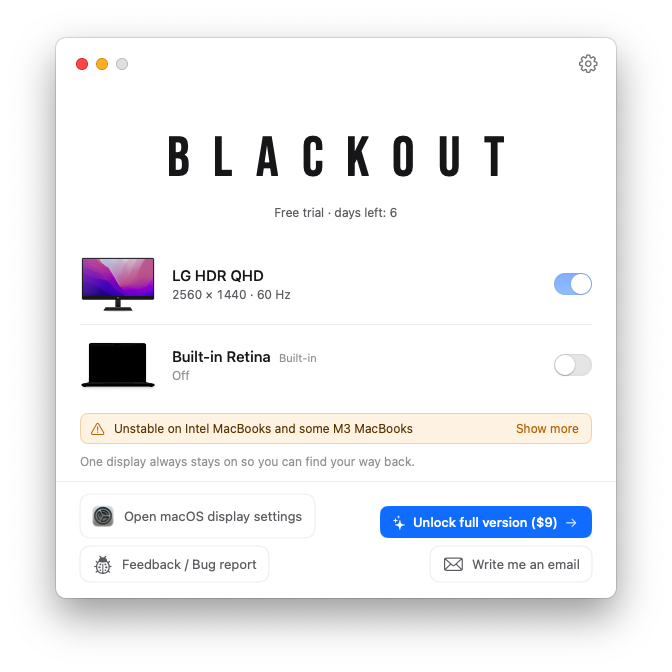 BLACKOUT
Free trial · days left: 6
LG HDR QHD
2560 × 1440 · 60 Hz
Built-in Retina Built-in
Off
Unstable on Intel MacBooks and some M3 MacBooks Show more
One display always stays on so you can find your way back.
Open macOS display settings
Unlock full version ($9) →
Feedback / Bug report
Write me an email